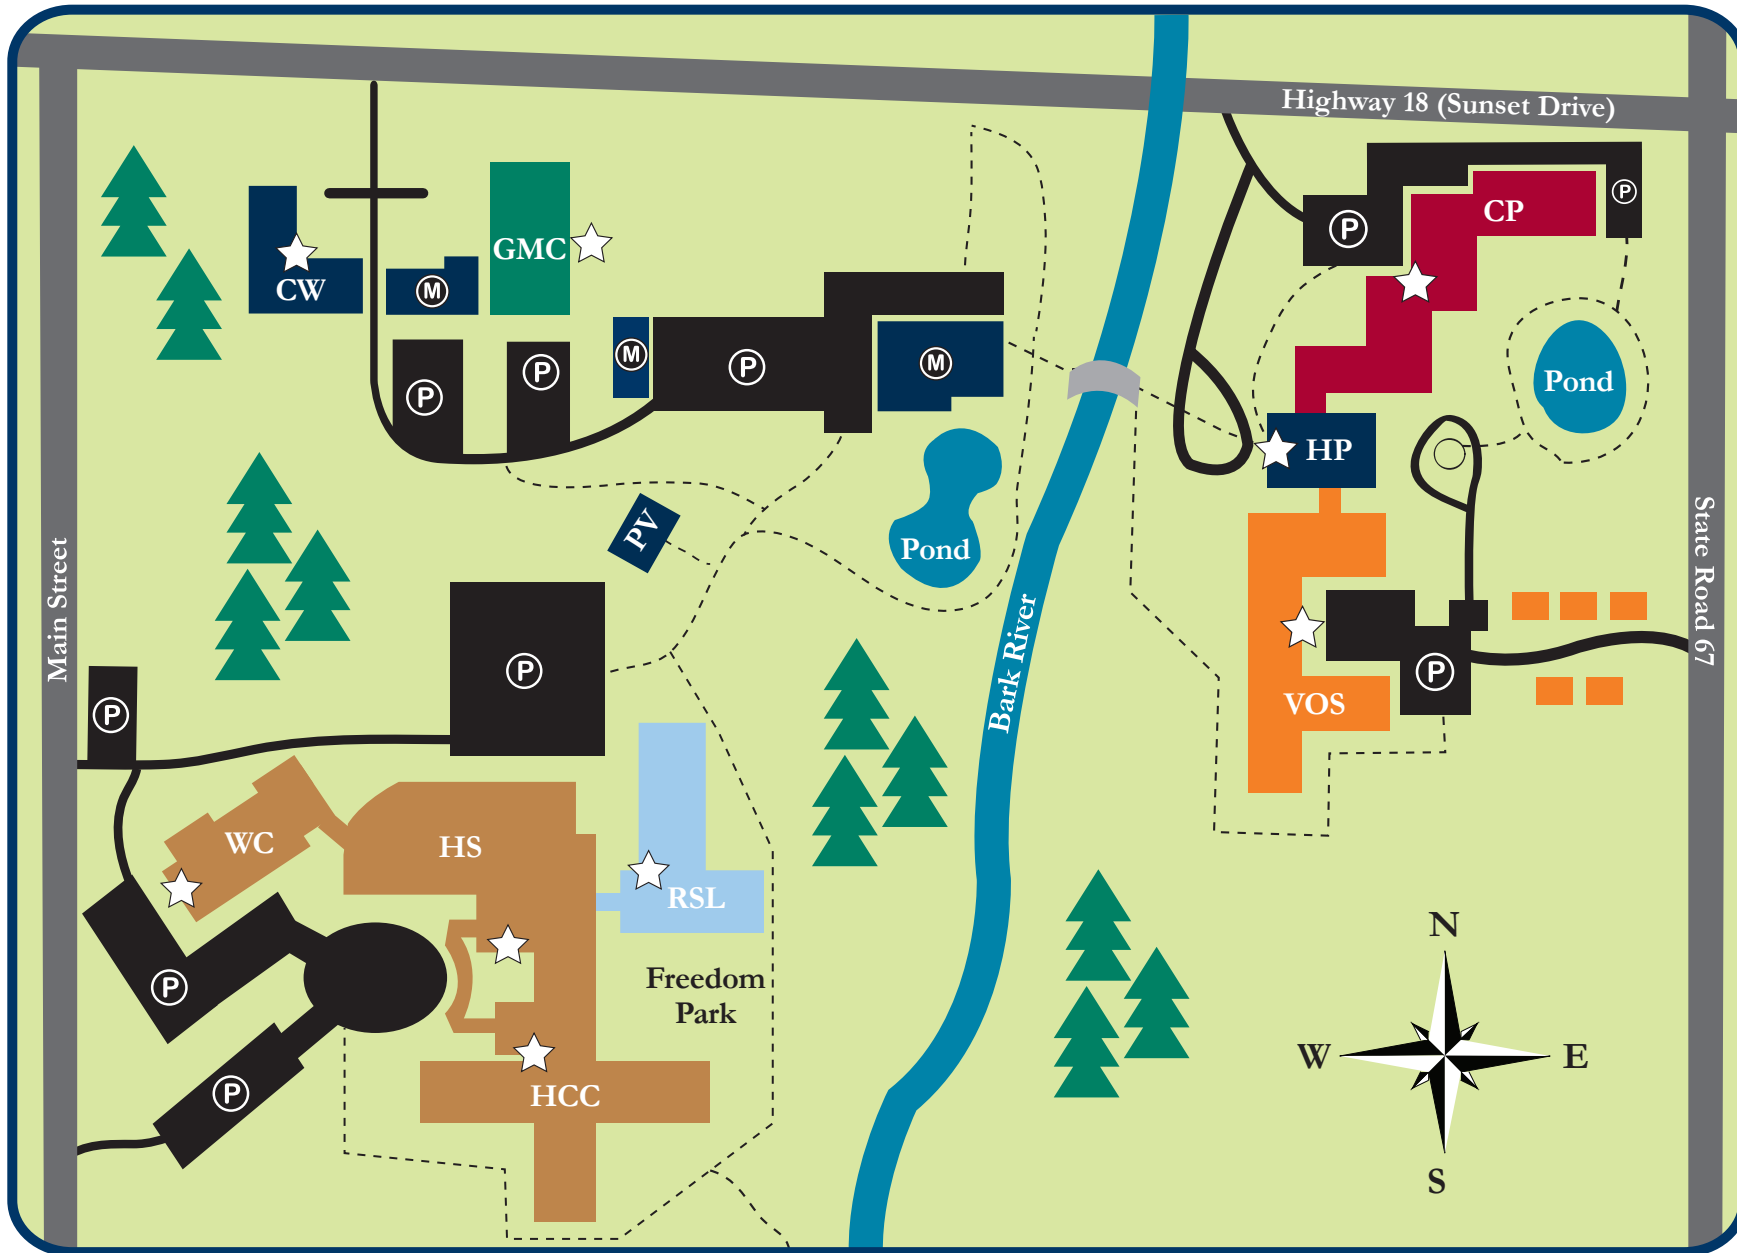 Highway 18 (Sunset Drive)
P
CP
P
GMC
CW
M
M
P
M
P
P
Pond
HP
PV
Pond
Main Street
State Road 67
Bark River
P
P
VOS
P
WC
HS
RSL
N
Freedom
Park
P
W
E
P
HCC
S